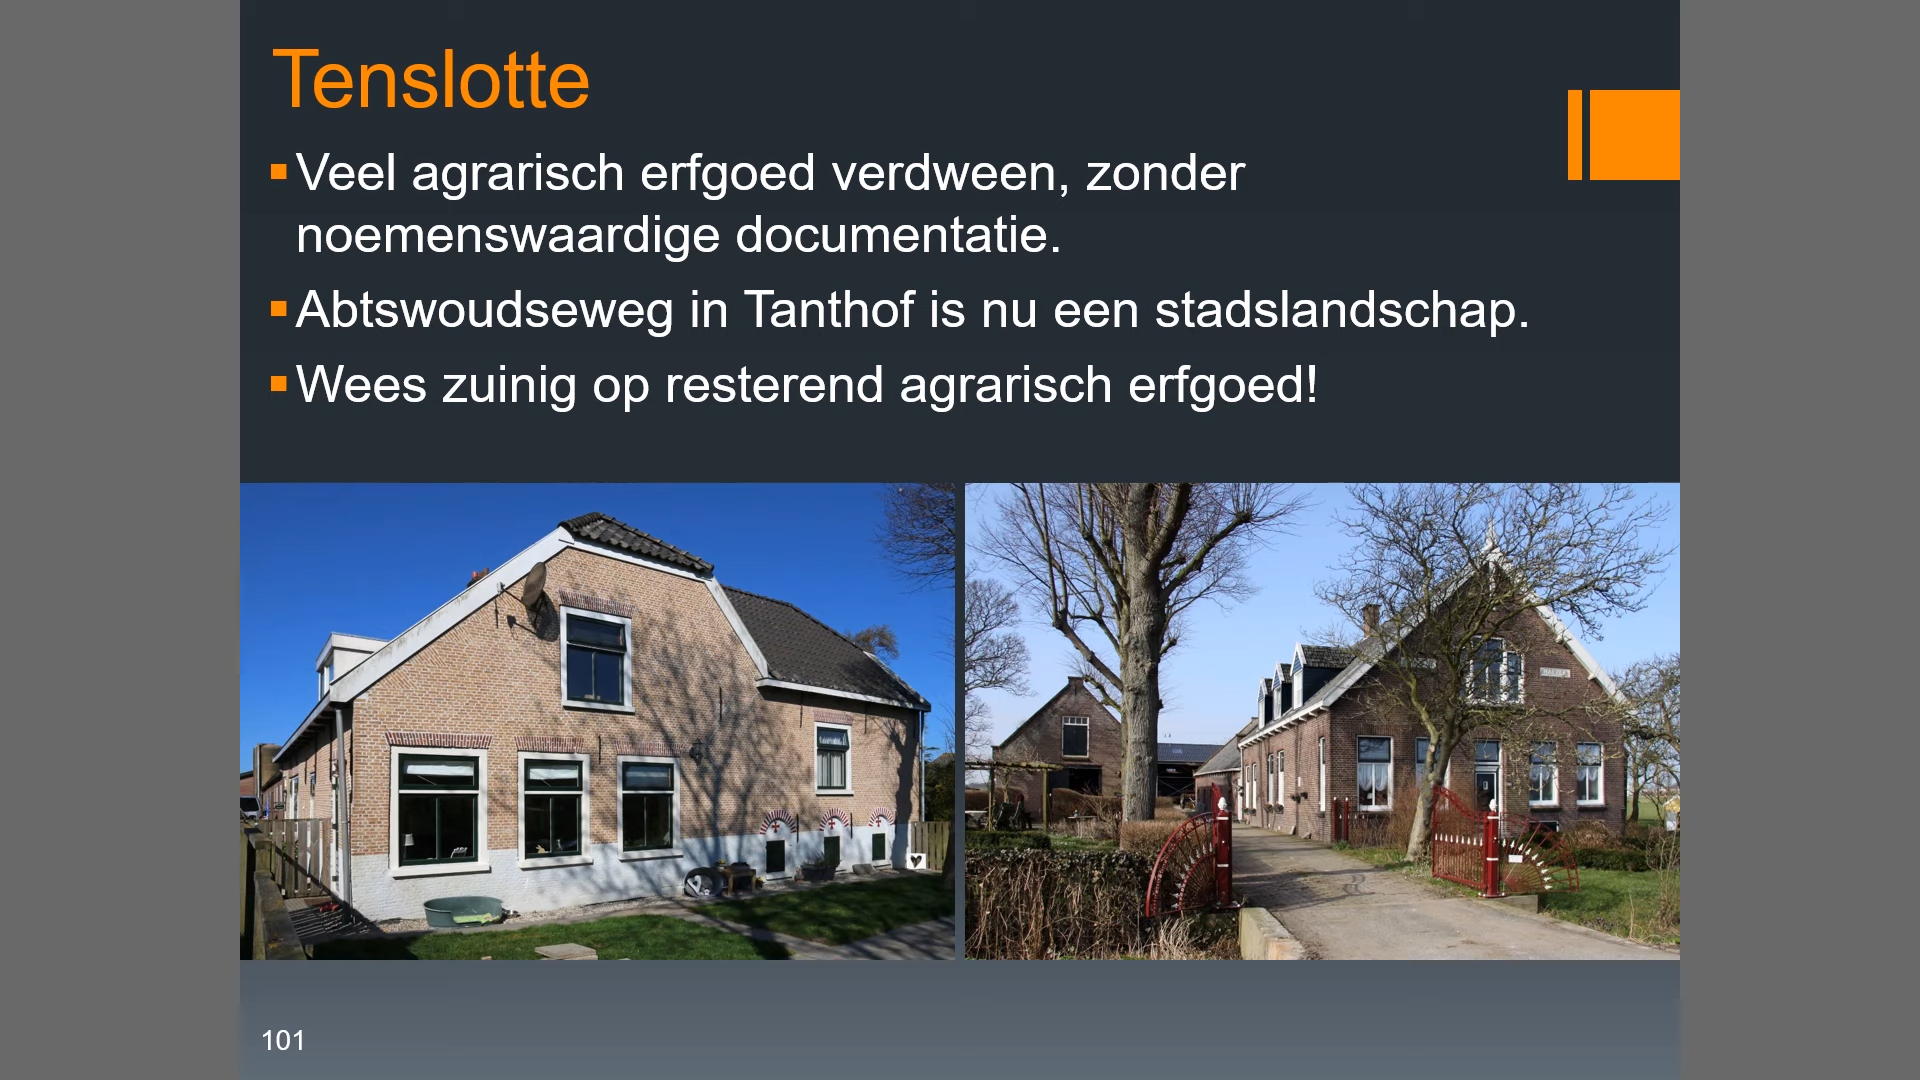 Tenslotte
Veel agrarisch erfgoed verdween, zonder
noemenswaardige documentatie.
Abtswoudseweg in Tanthof is nu een stadslandschap.
Wees zuinig op resterend agrarisch erfgoed!
101